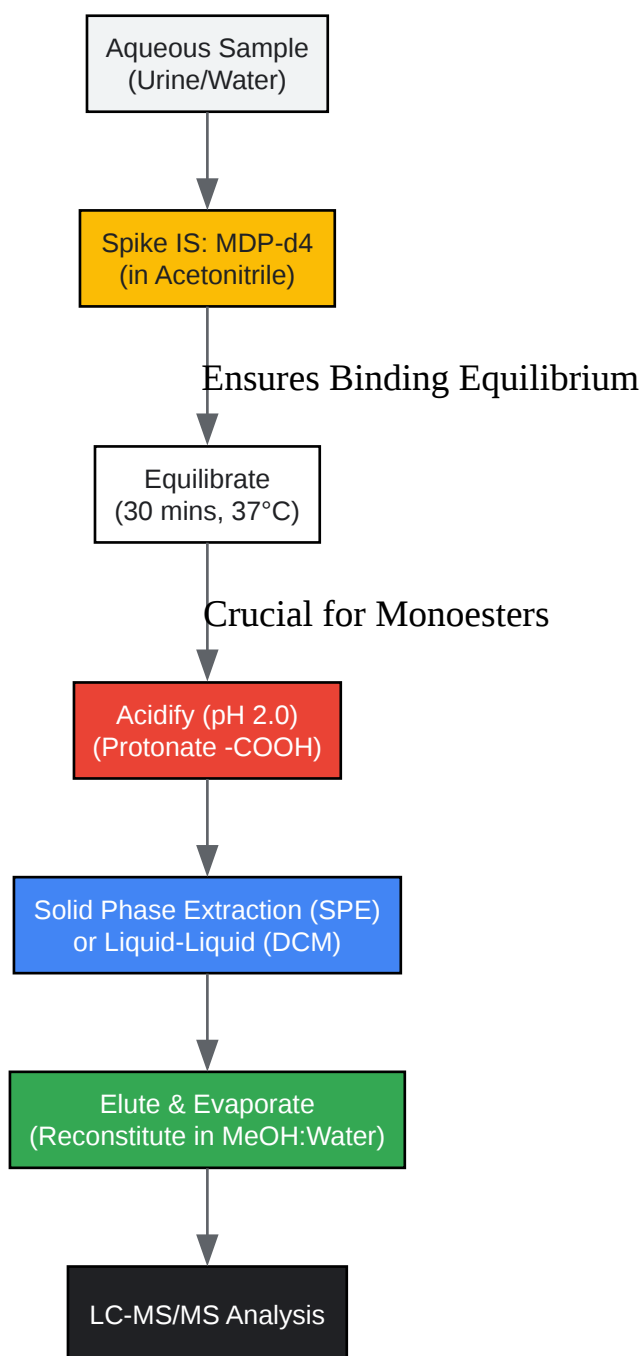 Aqueous Sample
(Urine/Water)
Spike IS: MDP-d4
(in Acetonitrile)
Ensures Binding Equilibrium
Equilibrate
(30 mins, 37°C)
Crucial for Monoesters
Acidify (pH 2.0)
(Protonate -COOH)
Solid Phase Extraction (SPE)
or Liquid-Liquid (DCM)
Elute & Evaporate
(Reconstitute in MeOH:Water)
LC-MS/MS Analysis